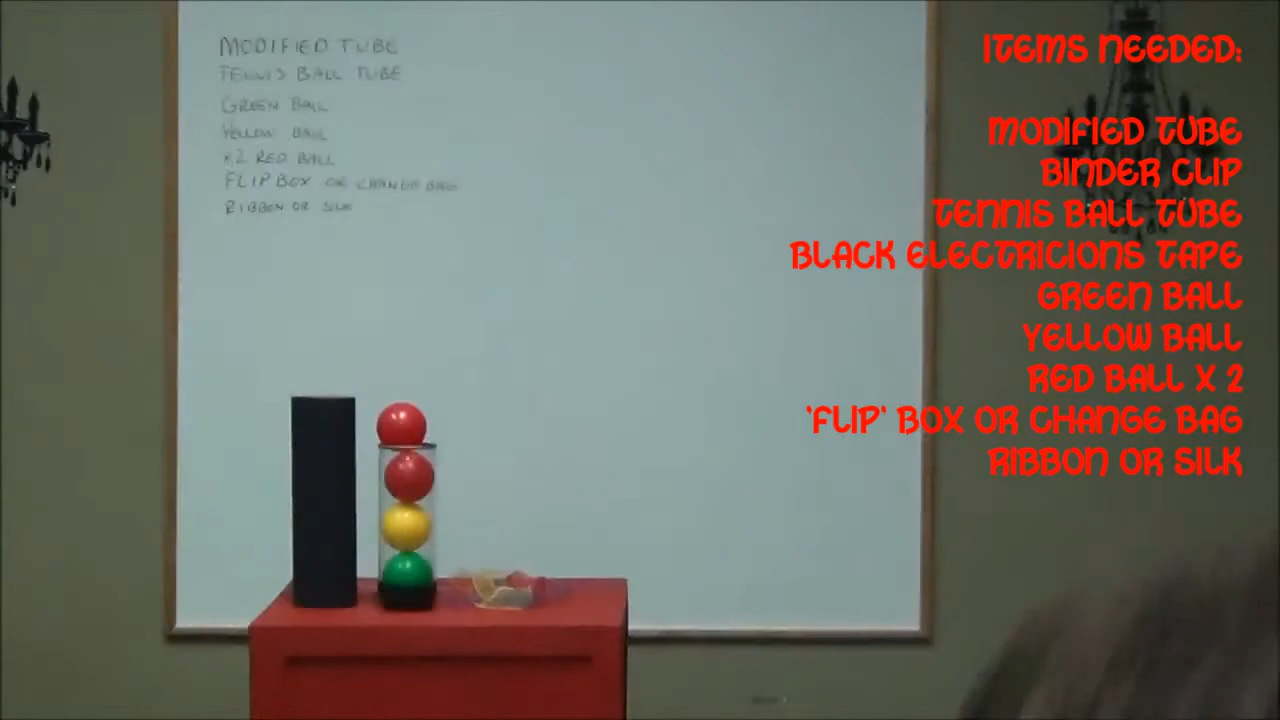 MODIFIED TUBE
TENNIS BALL TUBE
GREEN BALL
YELLOW BALL
x2 RED BALL
FLIP BOX OR CHANGE BAG
RIBBON OR SILK
ITEMS NEEDED:
MODIFIED TUBE
BINDER CLIP
TENNIS BALL TUBE
BLACK ELECTRICIONS TAPE
GREEN BALL
YELLOW BALL
RED BALL X 2
'FLIP' BOX OR CHANGE BAG
RIBBON OR SILK